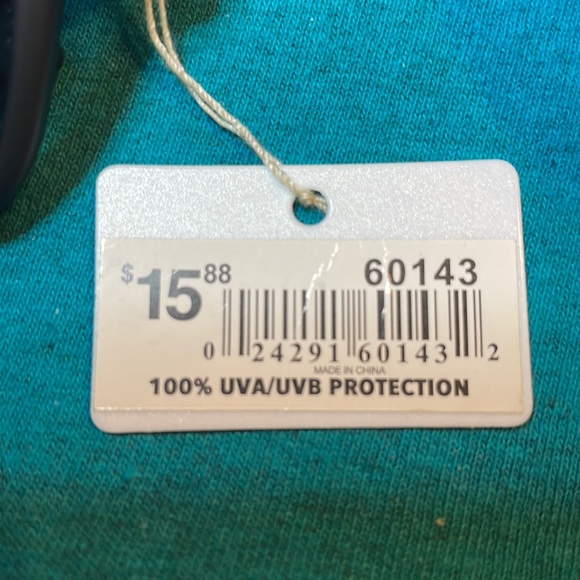 $15.88 60143
0 24291 60143 2
MADE IN CHINA
100% UVA/UVB PROTECTION